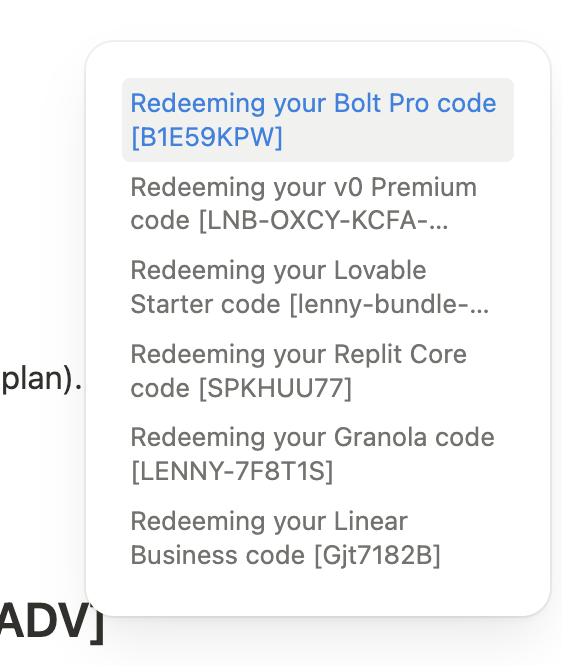 Redeeming your Bolt Pro code
[B1E59KPW]
Redeeming your v0 Premium
code [LNB-OXCY-KCFA-...
Redeeming your Lovable
Starter code [lenny-bundle-...
Redeeming your Replit Core
plan).
code [SPKHUU77]
Redeeming your Granola code
[LENNY-7F8T1S]
Redeeming your Linear
Business code [Gjt7182B]
ADV]